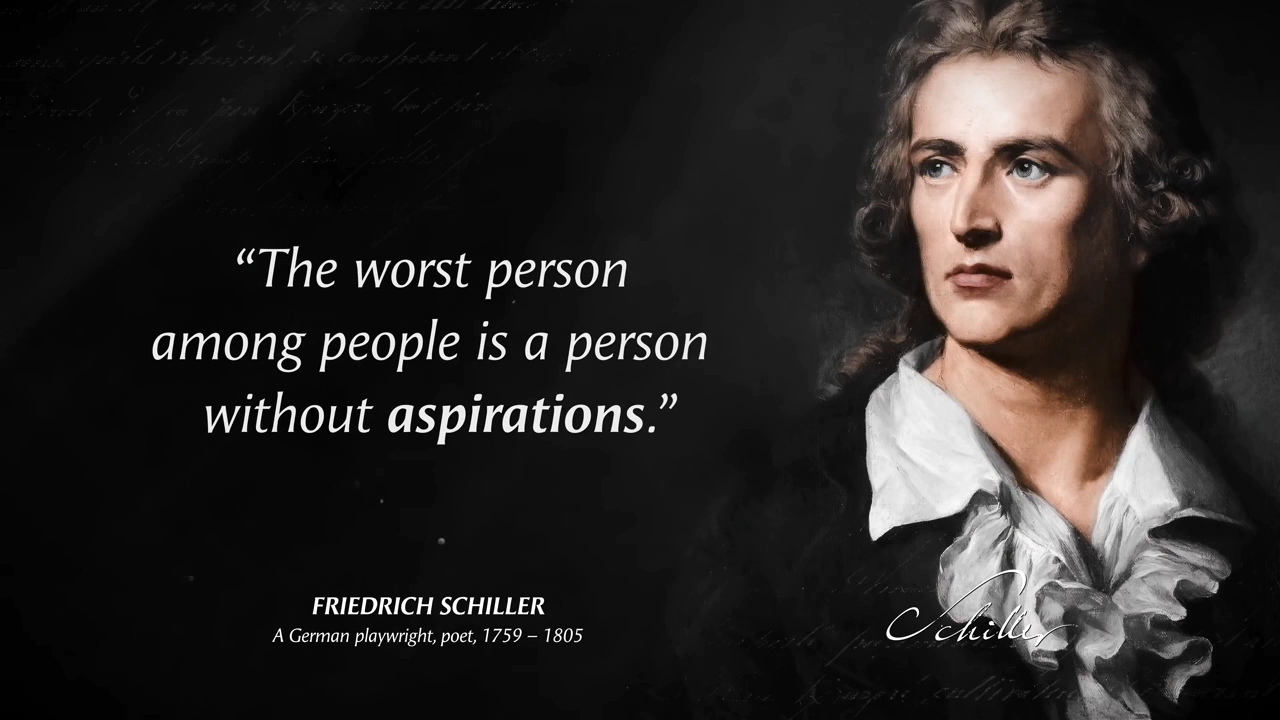 “The worst person
among people is a person
without aspirations.”
FRIEDRICH SCHILLER
A German playwright, poet, 1759 – 1805
Schiller